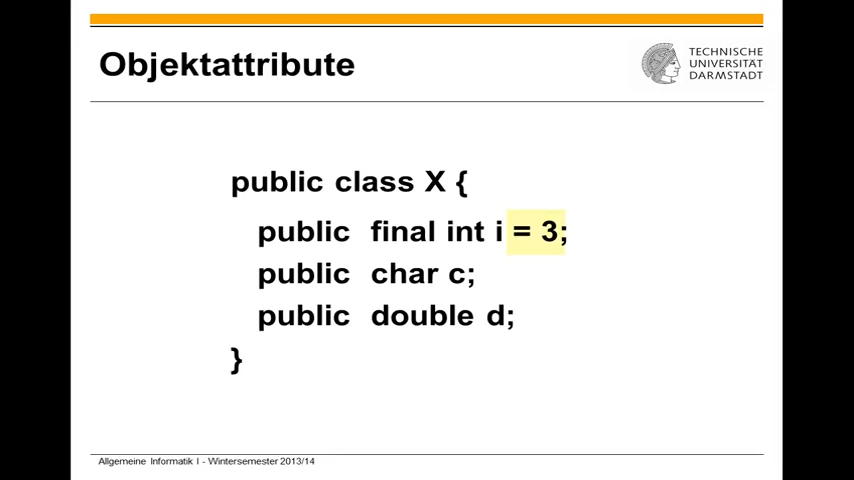 Objektattribute
TECHNISCHE
UNIVERSITÄT
DARMSTADT
public class X {
public final int i = 3;
public char c;
public double d;
}
Allgemeine Informatik I - Wintersemester 2013/14